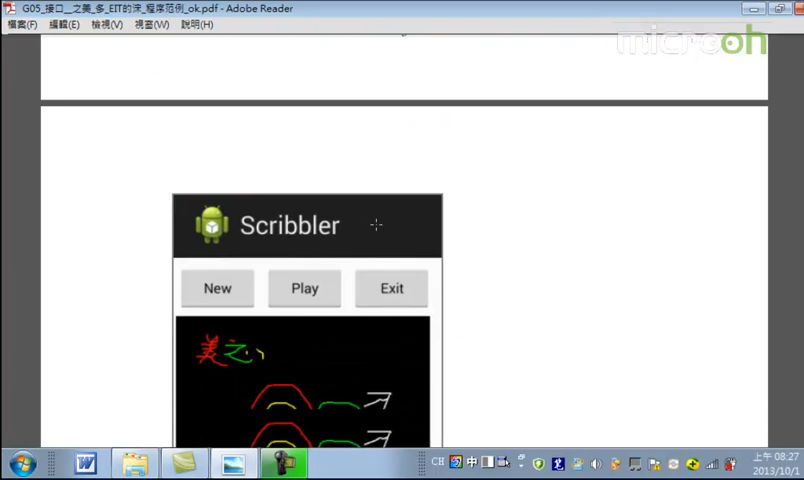 G05_接口__之美_多_EIT的床_程序范例_ok.pdf - Adobe Reader
檔案(F) 編輯(E) 檢視(V) 視窗(W) 說明(H)
microoh
Scribbler
New Play Exit
美之
CH 中
上午 08:27
2013/10/1